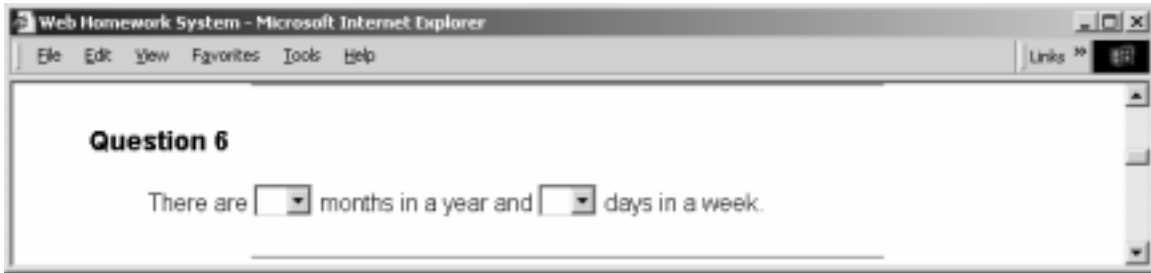 Web Homework System - Microsoft Internet Explorer
File Edit View Favorites Tools Help Links »
Question 6
There are months in a year and days in a week.